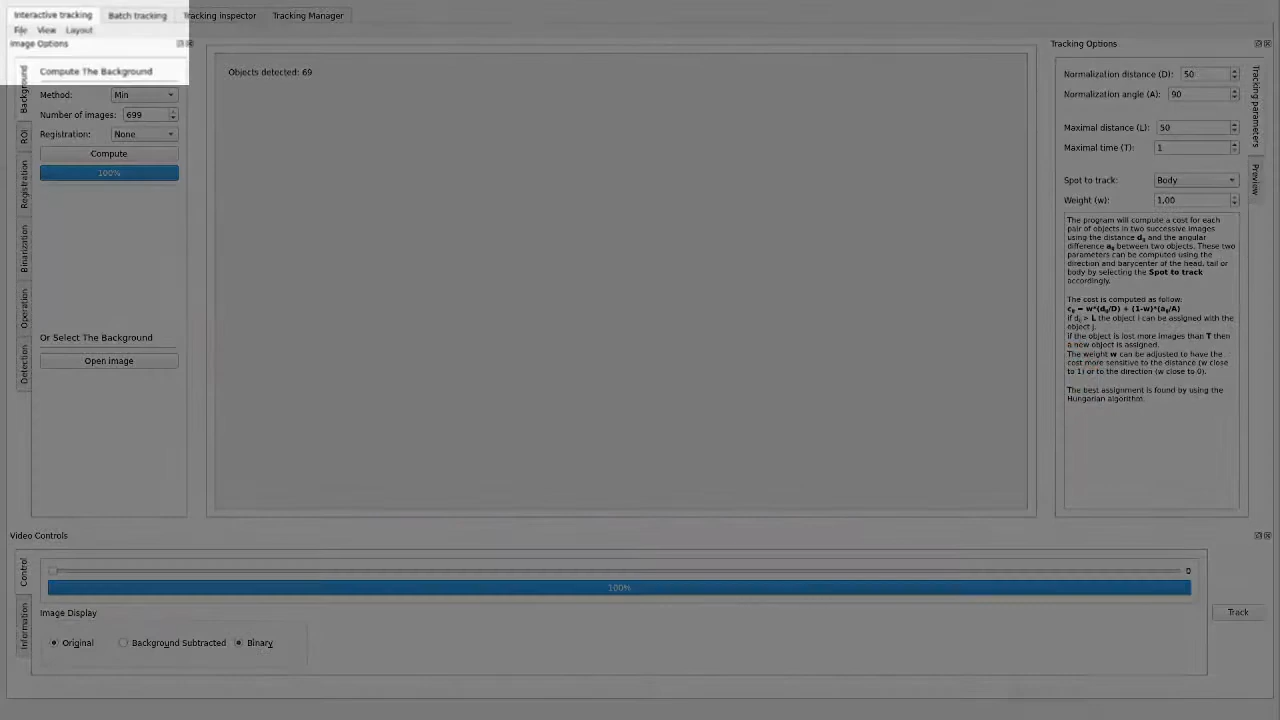 Interactive tracking
Batch tracking
Tracking inspector
Tracking Manager
File
View
Layout
Image Options
Background
ROI
Registration
Binarization
Operation
Detection
Compute The Background
Method:
Min
Number of images:
699
Registration:
None
Compute
100%
Or Select The Background
Open image
Objects detected: 69
Tracking Options
Normalization distance (D):
50
Normalization angle (A):
90
Maximal distance (L):
50
Maximal time (T):
1
Spot to track:
Body
Weight (w):
1,00
The program will compute a cost for each
pair of objects in two successive images
using the distance dij and the angular
difference aij between two objects. These two
parameters can be computed using the
direction and barycenter of the head, tail or
body by selecting the Spot to track
accordingly.
The cost is computed as follow:
cij = w*(dij/D) + (1-w)*(aij/A)
if dij > L the object i can be assigned with the
object j.
if the object is lost more images than T then
a new object is assigned.
The weight w can be adjusted to have the
cost more sensitive to the distance (w close
to 1) or to the direction (w close to 0).
The best assignment is found by using the
Hungarian algorithm.
Tracking parameters
Preview
Video Controls
Control
Information
0
100%
Image Display
Original
Background Subtracted
Binary
Track